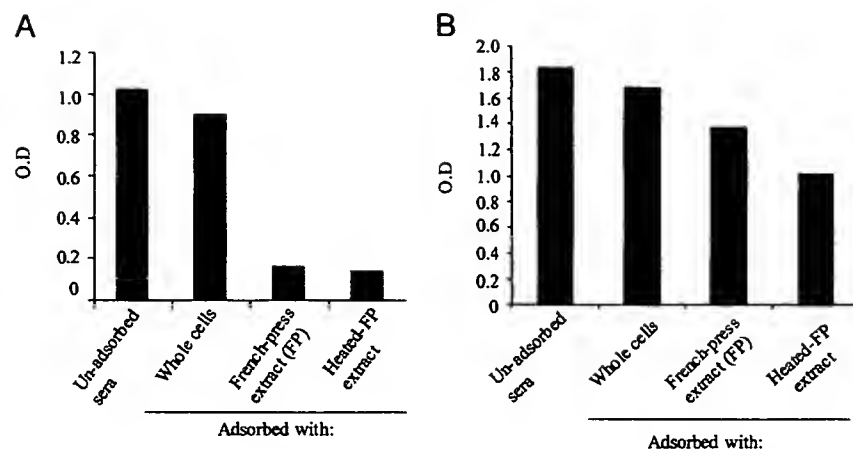 A
1.2
1.0
0.8
0.6
0.4
0.2
0
O.D
Un-adsorbed
sera
Whole cells
French-press
extract (FP)
Heated-FP
extract
Adsorbed with:
B
2.0
1.8
1.6
1.4
1.2
1.0
0.8
0.6
0.4
0.2
0
O.D
Un-adsorbed
sera
Whole cells
French-press
extract (FP)
Heated-FP
extract
Adsorbed with: